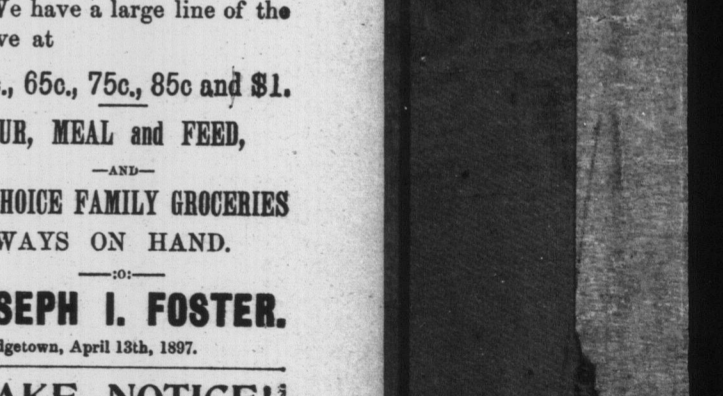 We have a large line of the
ve at
., 65c., 75c., 85c and $1.
UR, MEAL and FEED,
—AND—
HOICE FAMILY GROCERIES
WAYS ON HAND.
——:o:——
SEPH I. FOSTER.
dgetown, April 13th, 1897.
AKE NOTICE!